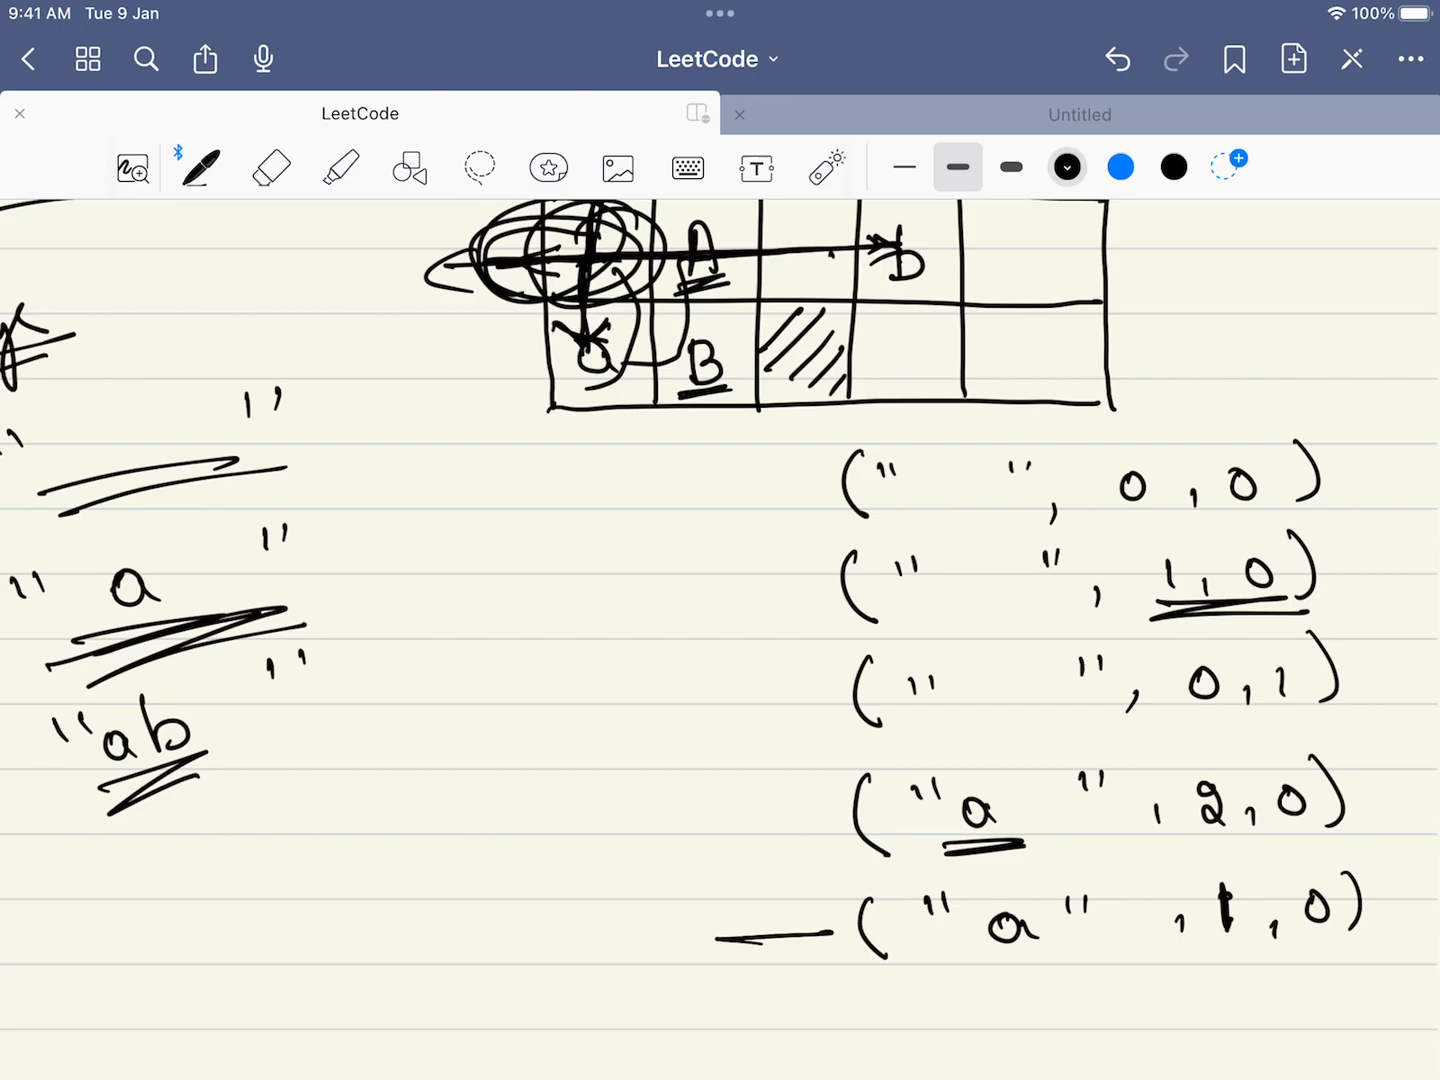 9:41 AM Tue 9 Jan 100%
LeetCode
LeetCode Untitled
T
A D
a B
"
" a "
"ab "
(" ", 0, 0)
(" ", 1, 0)
(" ", 0, 1)
("a", 2, 0)
("a", 1, 0)